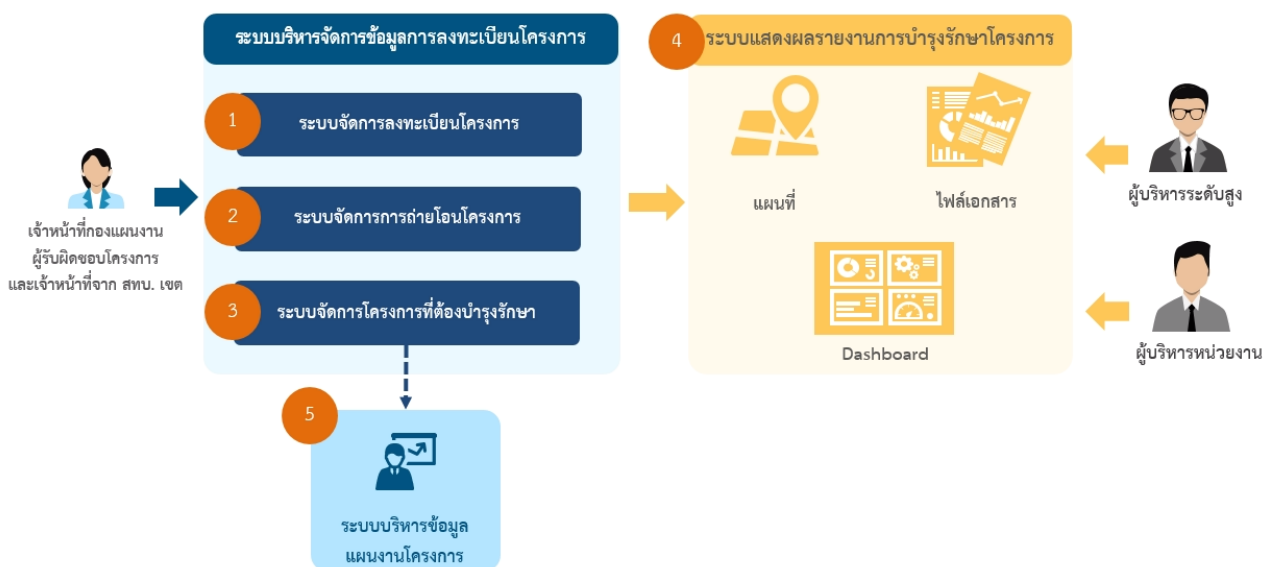 ระบบบริหารจัดการข้อมูลการลงทะเบียนโครงการ
1
ระบบจัดการลงทะเบียนโครงการ
2
ระบบจัดการการถ่ายโอนโครงการ
3
ระบบจัดการโครงการที่ต้องบำรุงรักษา
เจ้าหน้าที่กองแผนงาน
ผู้รับผิดชอบโครงการ
และเจ้าหน้าที่จาก สทบ. เขต
4
ระบบแสดงผลรายงานการบำรุงรักษาโครงการ
แผนที่
ไฟล์เอกสาร
Dashboard
ผู้บริหารระดับสูง
ผู้บริหารหน่วยงาน
5
ระบบบริหารข้อมูล
แผนงานโครงการ